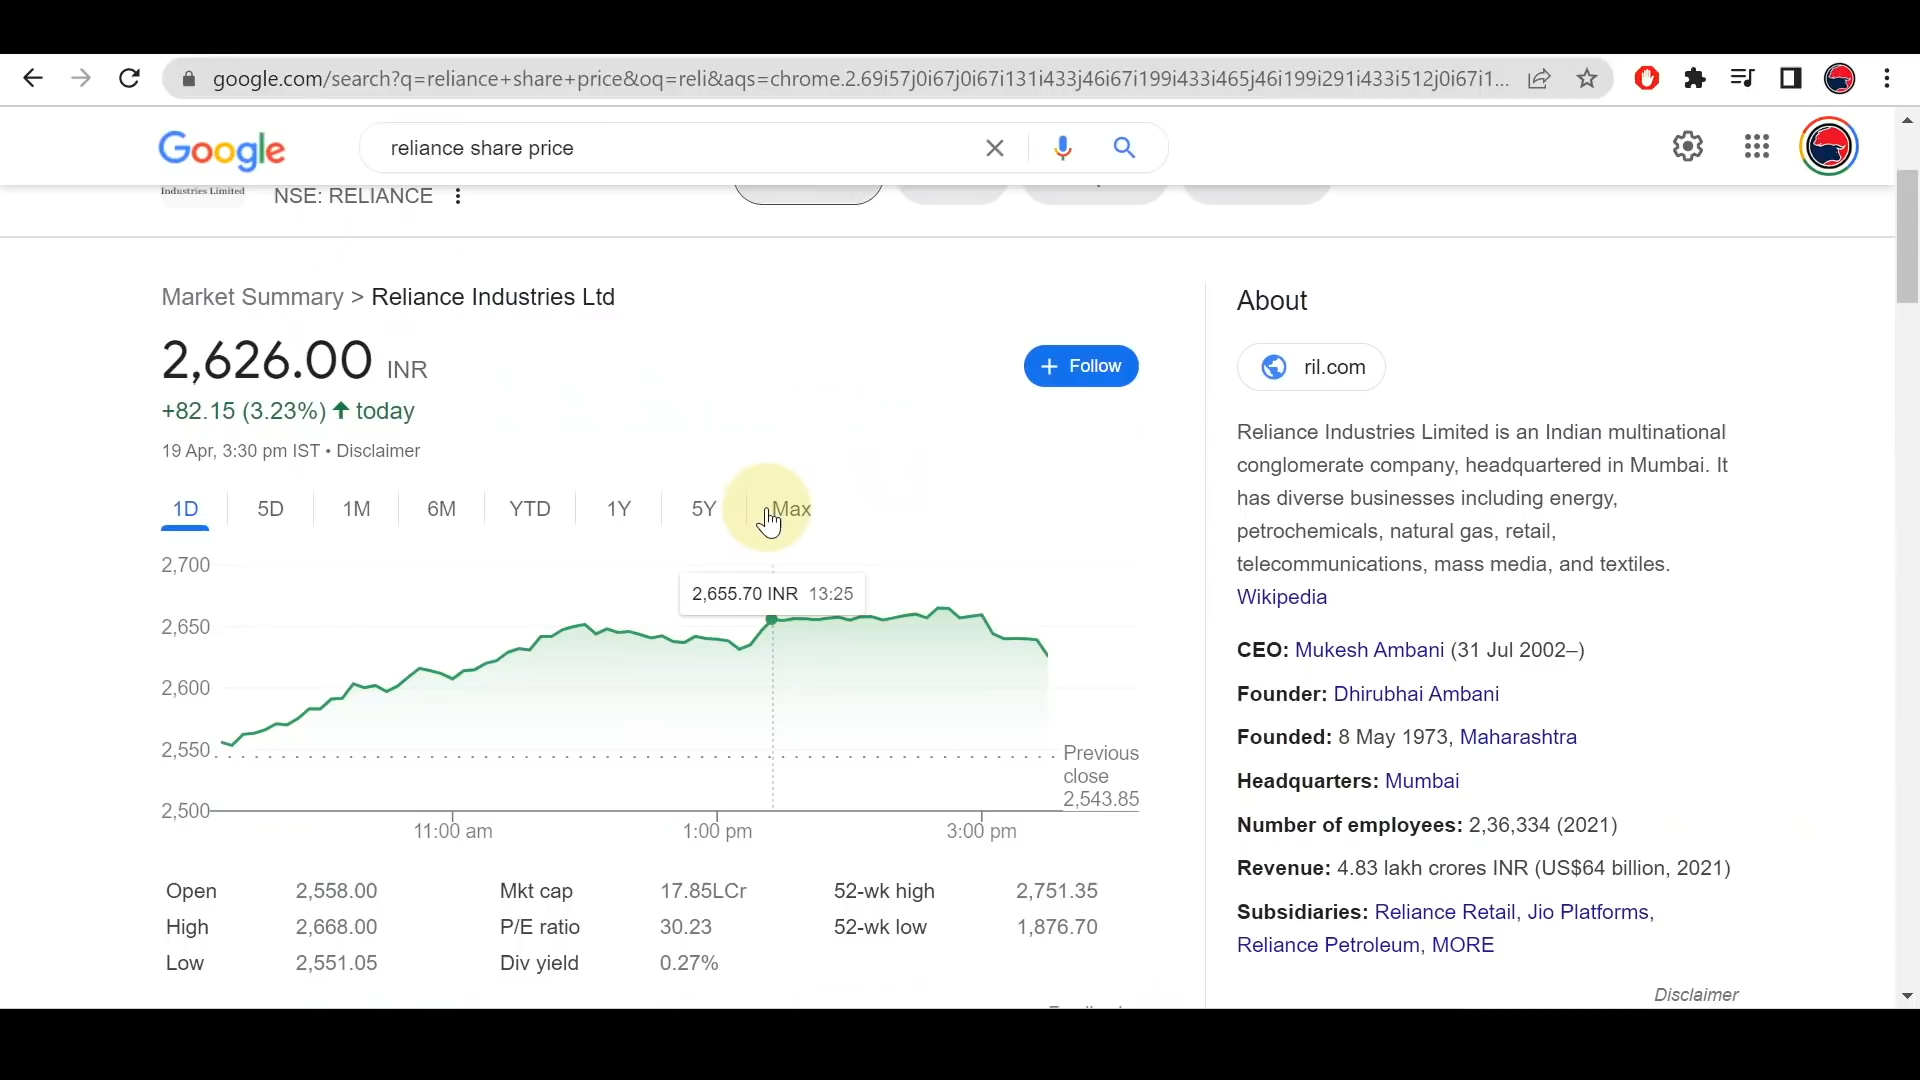 google.com/search?q=reliance+share+price&oq=reli&aqs=chrome.2.69i57j0i67j0i67i131i433j46i67i199i433i465j46i199i291i433i512j0i67i1...
Google
reliance share price
Industries Limited
NSE: RELIANCE
Market Summary > Reliance Industries Ltd
2,626.00 INR
+ Follow
+82.15 (3.23%) ↑ today
19 Apr, 3:30 pm IST • Disclaimer
1D 5D 1M 6M YTD 1Y 5Y Max
2,700
2,655.70 INR 13:25
2,650
2,600
2,550
Previous
close
2,543.85
2,500
11:00 am 1:00 pm 3:00 pm
Open 2,558.00 Mkt cap 17.85LCr 52-wk high 2,751.35
High 2,668.00 P/E ratio 30.23 52-wk low 1,876.70
Low 2,551.05 Div yield 0.27%
About
ril.com
Reliance Industries Limited is an Indian multinational
conglomerate company, headquartered in Mumbai. It
has diverse businesses including energy,
petrochemicals, natural gas, retail,
telecommunications, mass media, and textiles.
Wikipedia
CEO: Mukesh Ambani (31 Jul 2002–)
Founder: Dhirubhai Ambani
Founded: 8 May 1973, Maharashtra
Headquarters: Mumbai
Number of employees: 2,36,334 (2021)
Revenue: 4.83 lakh crores INR (US$64 billion, 2021)
Subsidiaries: Reliance Retail, Jio Platforms,
Reliance Petroleum, MORE
Disclaimer